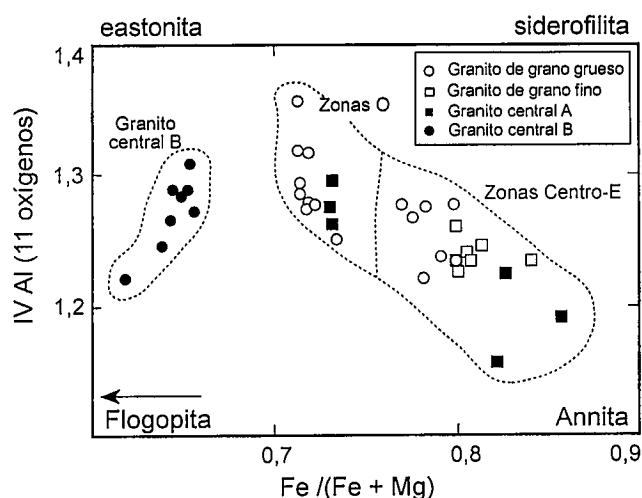 eastonita
siderofilita
1,4
1,3
1,2
IV Al (11 oxígenos)
Granito de grano grueso
Granito de grano fino
Granito central A
Granito central B
Granito
central B
Zonas O
Zonas Centro-E
Flogopita
Annita
0,7
0,8
0,9
Fe /(Fe + Mg)